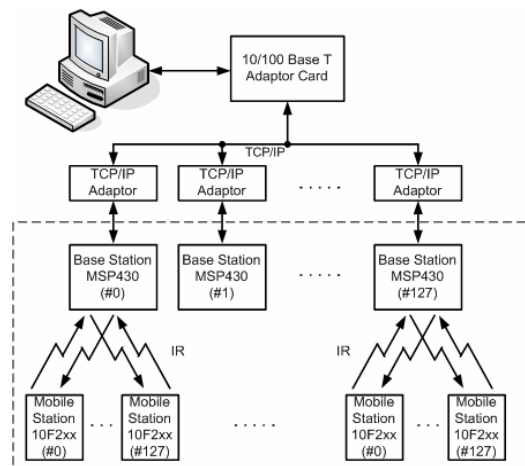 10/100 Base T
Adaptor Card
TCP/IP
TCP/IP
Adaptor
TCP/IP
Adaptor
. . . . .
TCP/IP
Adaptor
Base Station
MSP430
(#0)
Base Station
MSP430
(#1)
. . . . .
Base Station
MSP430
(#127)
IR
IR
Mobile
Station
10F2xx
(#0)
. . .
Mobile
Station
10F2xx
(#127)
. . . . .
Mobile
Station
10F2xx
(#0)
. . .
Mobile
Station
10F2xx
(#127)